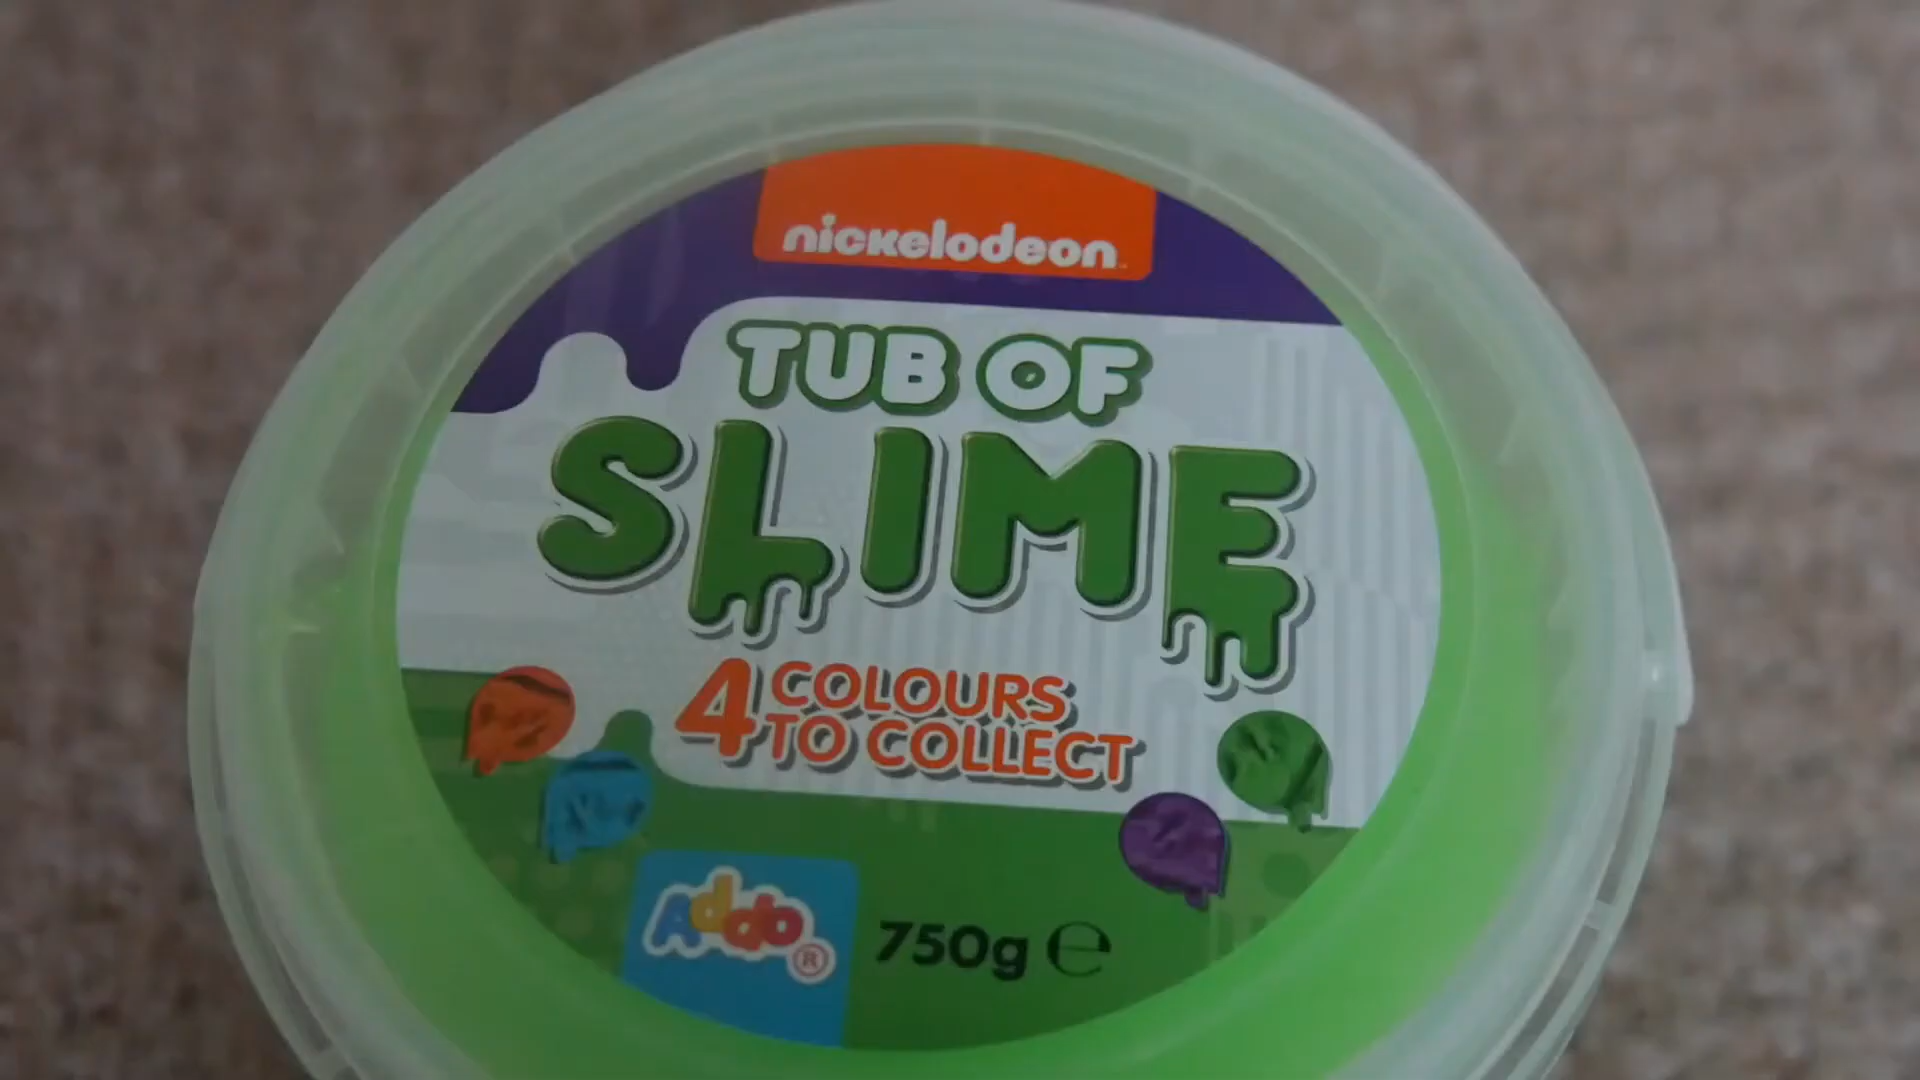 nickelodeon
TUB OF
SLIME
4 COLOURS
TO COLLECT
Addo®
750g ℮